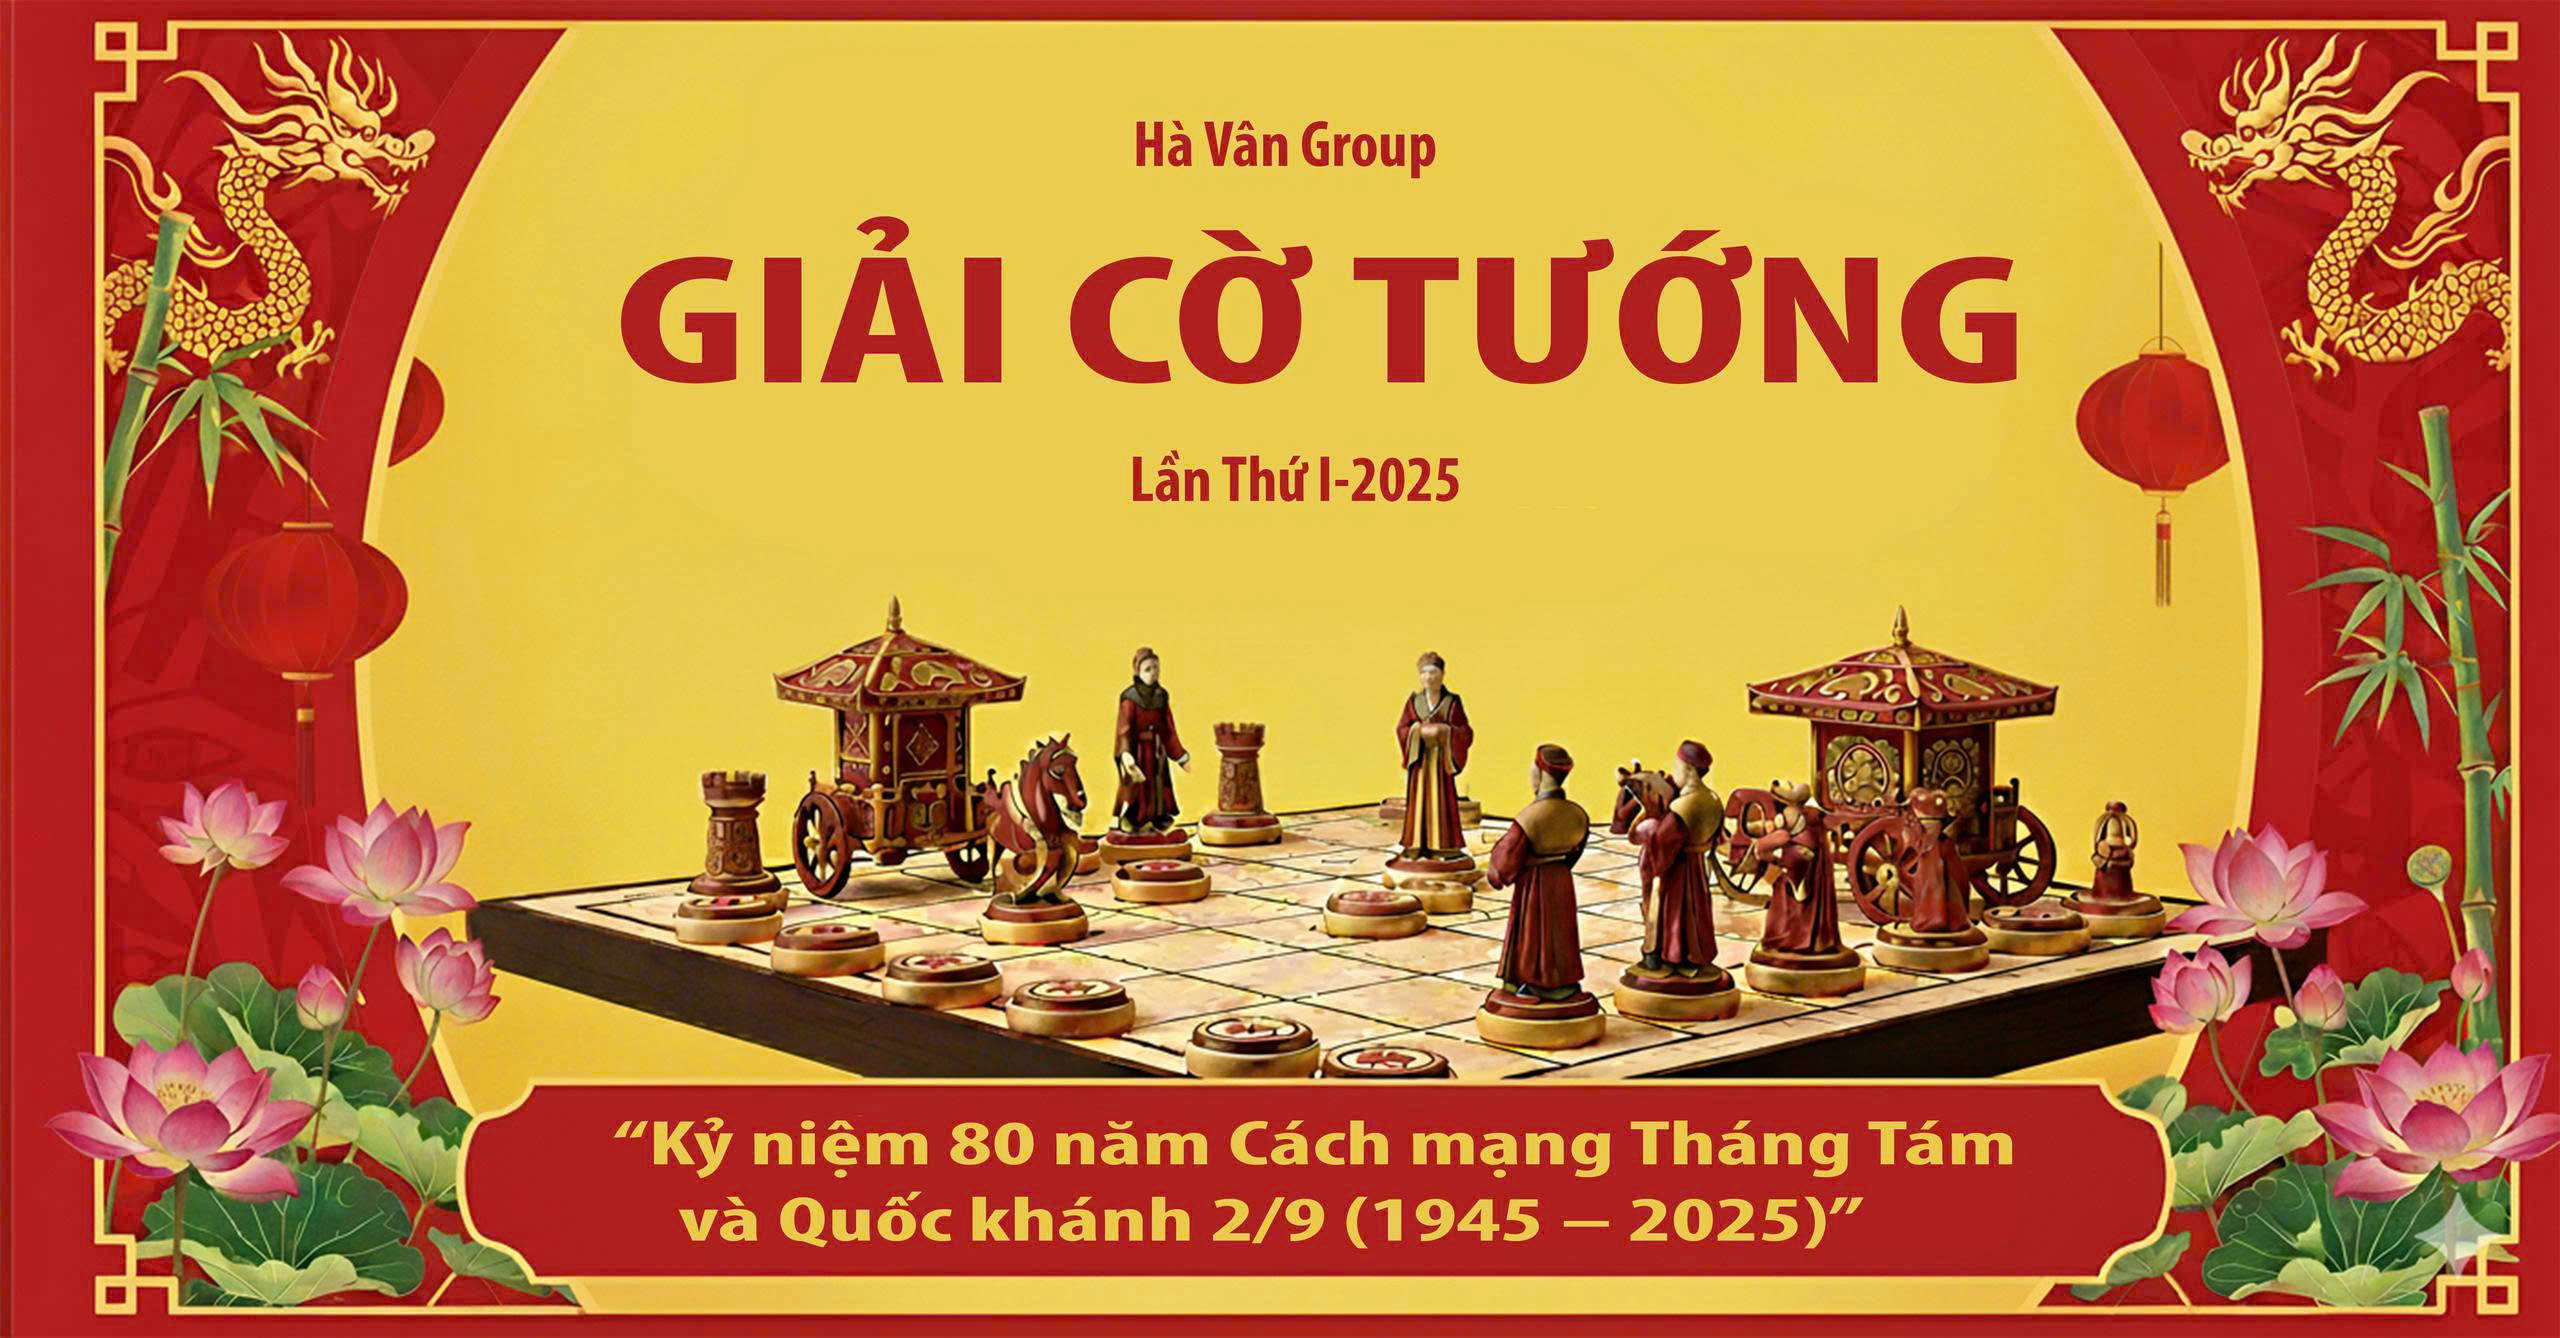 Hà Vân Group
GIẢI CỜ TƯỚNG
Lần Thứ I-2025
“Kỷ niệm 80 năm Cách mạng Tháng Tám
và Quốc khánh 2/9 (1945 – 2025)”